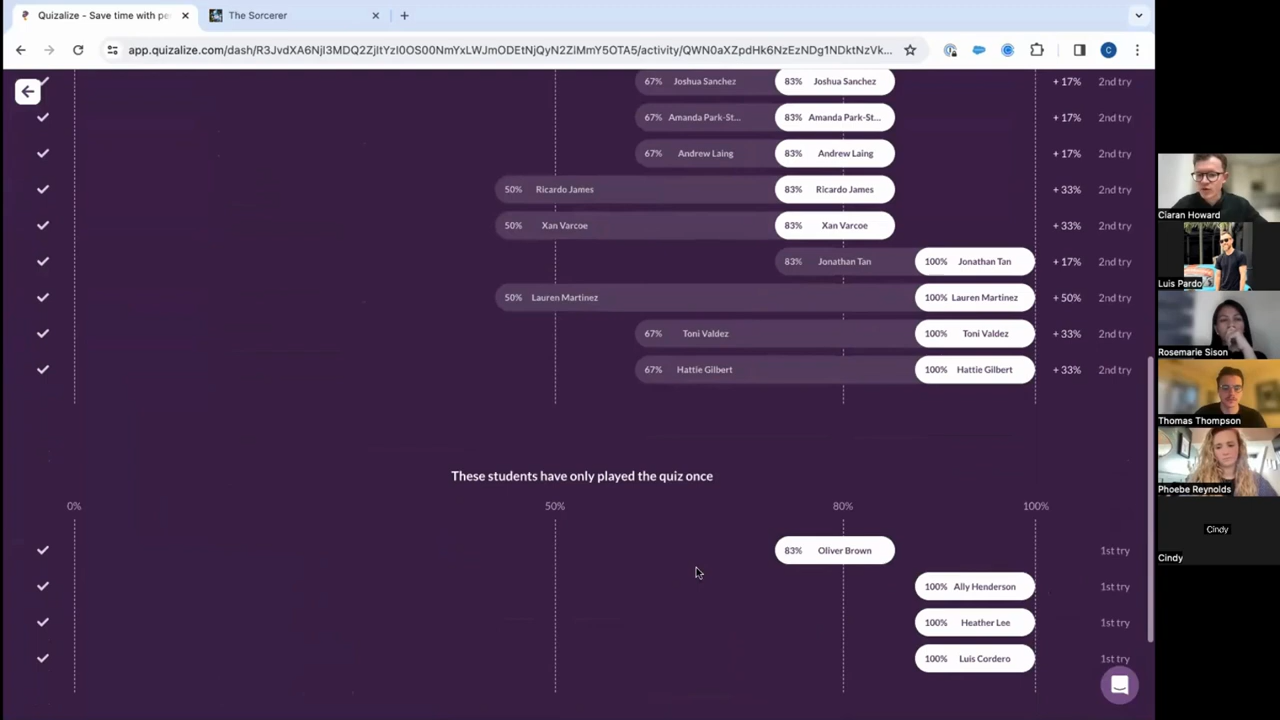 Quizalize - Save time with pe
The Sorcerer
app.quizalize.com/dash/R3JvdXA6NjI3MDQ2ZjItYzI0OS00NmYxLWJmODEtNjQyN2ZiMmY5OTA5/activity/QWN0aXZpdHk6NzEzNDg1NDktNzVk...
C
67% Joshua Sanchez 83% Joshua Sanchez + 17% 2nd try
67% Amanda Park-St... 83% Amanda Park-St... + 17% 2nd try
67% Andrew Laing 83% Andrew Laing + 17% 2nd try
50% Ricardo James 83% Ricardo James + 33% 2nd try
50% Xan Varcoe 83% Xan Varcoe + 33% 2nd try
83% Jonathan Tan 100% Jonathan Tan + 17% 2nd try
50% Lauren Martinez 100% Lauren Martinez + 50% 2nd try
67% Toni Valdez 100% Toni Valdez + 33% 2nd try
67% Hattie Gilbert 100% Hattie Gilbert + 33% 2nd try
These students have only played the quiz once
0% 50% 80% 100%
83% Oliver Brown 1st try
100% Ally Henderson 1st try
100% Heather Lee 1st try
100% Luis Cordero 1st try
Ciaran Howard
Luis Pardo
Rosemarie Sison
Thomas Thompson
Phoebe Reynolds
Cindy
Cindy